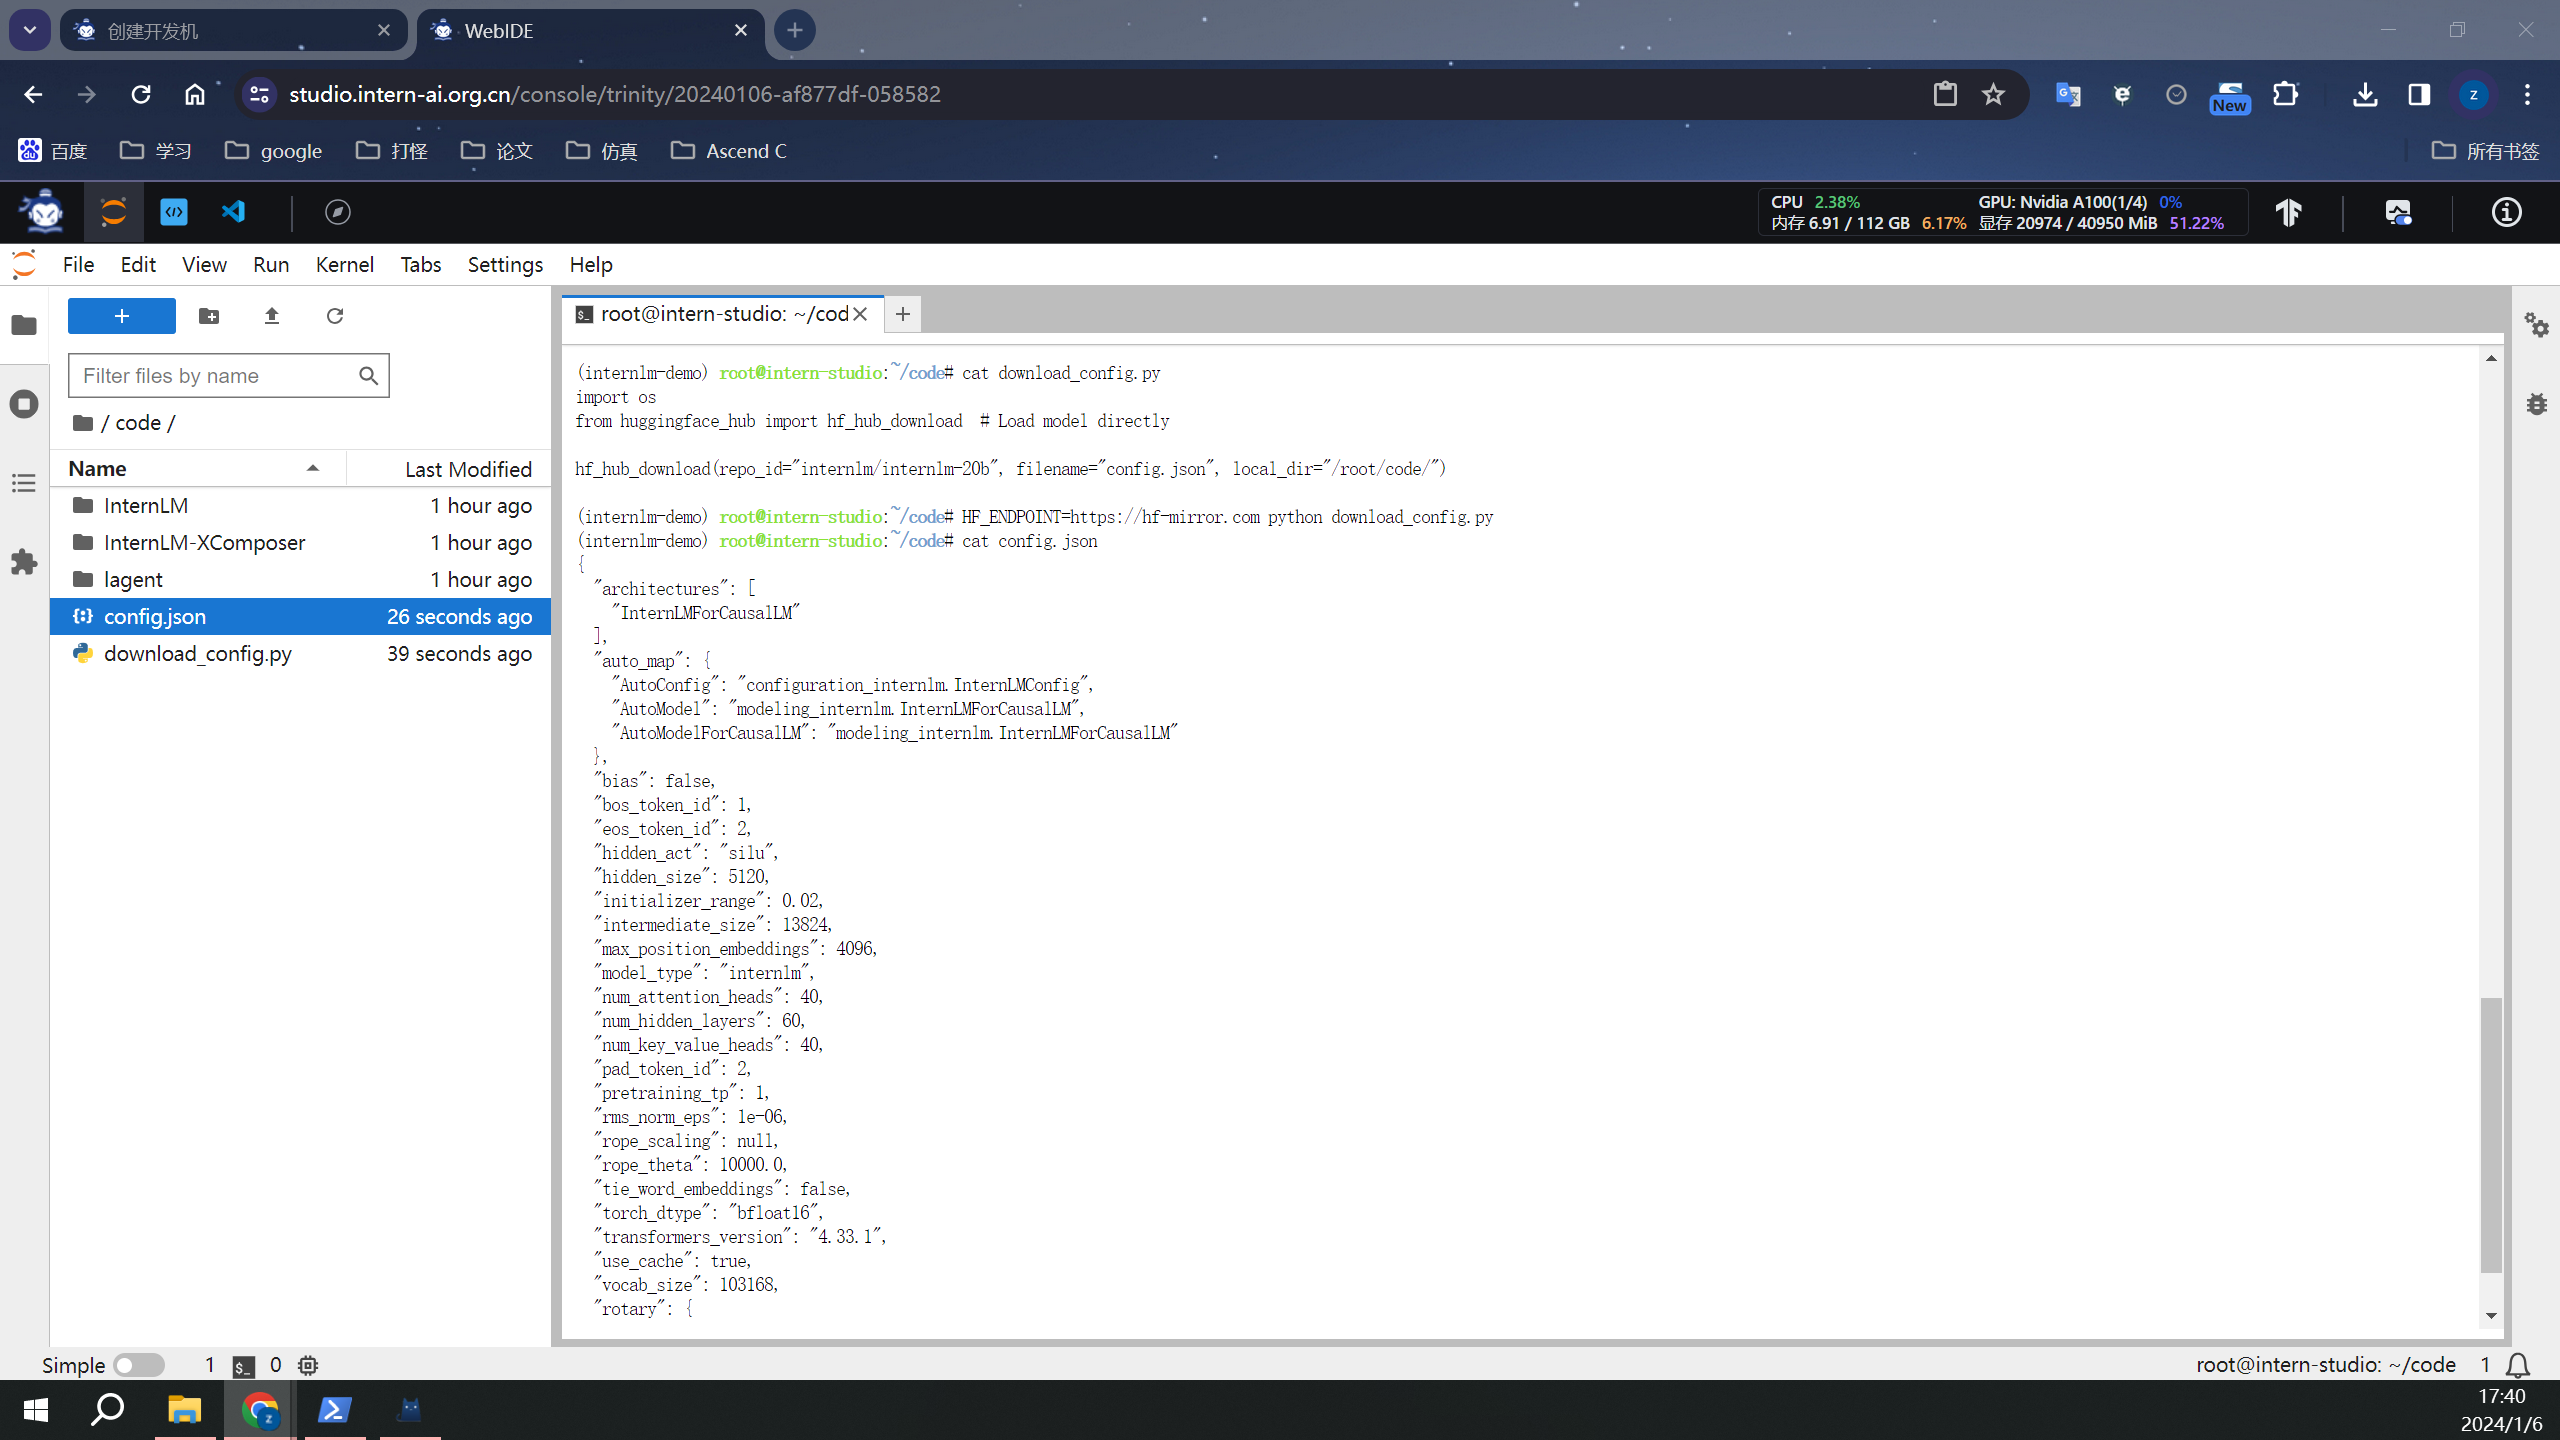 创建开发机
WebIDE
studio.intern-ai.org.cn/console/trinity/20240106-af877df-058582
New
z
百度
学习
google
打怪
论文
仿真
Ascend C
所有书签
CPU 2.38%
GPU: Nvidia A100(1/4) 0%
内存 6.91 / 112 GB 6.17%
显存 20974 / 40950 MiB 51.22%
File Edit View Run Kernel Tabs Settings Help
Filter files by name
/ code /
Name Last Modified
InternLM 1 hour ago
InternLM-XComposer 1 hour ago
lagent 1 hour ago
config.json 26 seconds ago
download_config.py 39 seconds ago
root@intern-studio: ~/cod
(internlm-demo) root@intern-studio:~/code# cat download_config.py
import os
from huggingface_hub import hf_hub_download  # Load model directly
hf_hub_download(repo_id="internlm/internlm-20b", filename="config.json", local_dir="/root/code/")
(internlm-demo) root@intern-studio:~/code# HF_ENDPOINT=https://hf-mirror.com python download_config.py
(internlm-demo) root@intern-studio:~/code# cat config.json
{
"architectures": [
"InternLMForCausalLM"
],
"auto_map": {
"AutoConfig": "configuration_internlm.InternLMConfig",
"AutoModel": "modeling_internlm.InternLMForCausalLM",
"AutoModelForCausalLM": "modeling_internlm.InternLMForCausalLM"
},
"bias": false,
"bos_token_id": 1,
"eos_token_id": 2,
"hidden_act": "silu",
"hidden_size": 5120,
"initializer_range": 0.02,
"intermediate_size": 13824,
"max_position_embeddings": 4096,
"model_type": "internlm",
"num_attention_heads": 40,
"num_hidden_layers": 60,
"num_key_value_heads": 40,
"pad_token_id": 2,
"pretraining_tp": 1,
"rms_norm_eps": 1e-06,
"rope_scaling": null,
"rope_theta": 10000.0,
"tie_word_embeddings": false,
"torch_dtype": "bfloat16",
"transformers_version": "4.33.1",
"use_cache": true,
"vocab_size": 103168,
"rotary": {
Simple 1 0
root@intern-studio: ~/code 1
17:40
2024/1/6